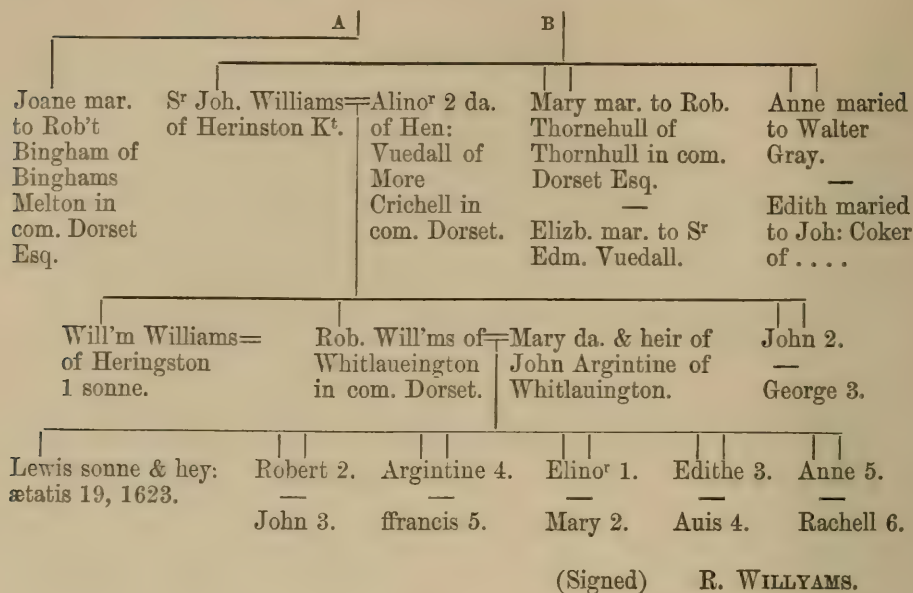 A B
Joane mar.
to Rob't
Bingham of
Binghams
Melton in
com. Dorset
Esq.
Sʳ Joh. Williams=
of Herinston Kᵗ.
Alinoʳ 2 da.
of Hen:
Vuedall of
More
Crichell in
com. Dorset.
Mary mar. to Rob.
Thornehull of
Thornhull in com.
Dorset Esq.
—
Elizb. mar. to Sʳ
Edm. Vuedall.
Anne maried
to Walter
Gray.
—
Edith maried
to Joh: Coker
of . . . .
Will'm Williams=
of Heringston
1 sonne.
Rob. Will'ms of=
Whitlaueington
in com. Dorset.
Mary da. & heir of
John Argintine of
Whitlauington.
John 2.
—
George 3.
Lewis sonne & hey:
ætatis 19, 1623.
Robert 2.
—
John 3.
Argintine 4.
—
ffrancis 5.
Elinoʳ 1.
—
Mary 2.
Edithe 3.
—
Auis 4.
Anne 5.
—
Rachell 6.
(Signed) R. WILLYAMS.